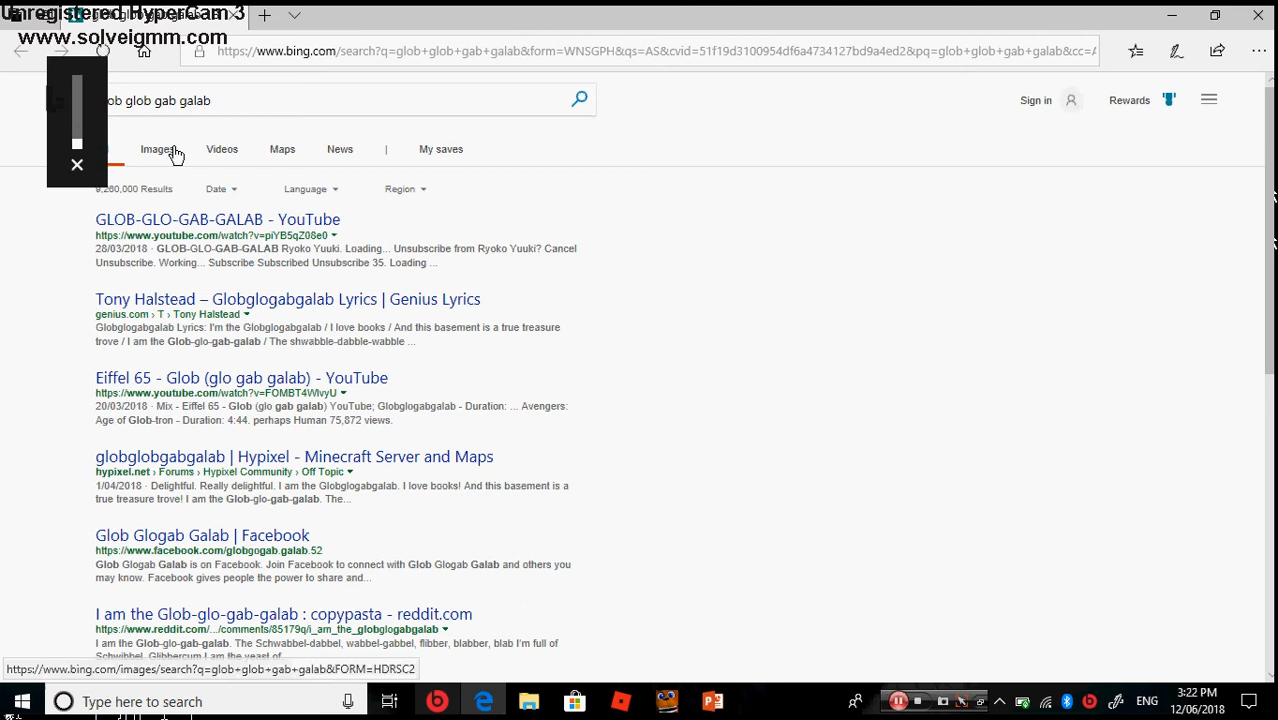 Unregistered HyperCam 3
www.solveigmm.com
https://www.bing.com/search?q=glob+glob+gab+galab&form=WNSGPH&qs=AS&cvid=51f19d3100954df6a4734127bd9a4ed2&pq=glob+glob+gab+galab&cc=A
ob glob gab galab
Sign in
Rewards
Images
Videos
Maps
News
|
My saves
9,260,000 Results
Date
Language
Region
GLOB-GLO-GAB-GALAB - YouTube
https://www.youtube.com/watch?v=piYB5qZ08e0
28/03/2018 · GLOB-GLO-GAB-GALAB Ryoko Yuuki. Loading... Unsubscribe from Ryoko Yuuki? Cancel
Unsubscribe. Working... Subscribe Subscribed Unsubscribe 35. Loading ...
Tony Halstead – Globglogabgalab Lyrics | Genius Lyrics
genius.com › T › Tony Halstead
Globglogabgalab Lyrics: I'm the Globglogabgalab / I love books / And this basement is a true treasure
trove / I am the Glob-glo-gab-galab / The shwabble-dabble-wabble ...
Eiffel 65 - Glob (glo gab galab) - YouTube
https://www.youtube.com/watch?v=FOMBT4WlvyU
20/03/2018 · Mix - Eiffel 65 - Glob (glo gab galab) YouTube; Globglogabgalab - Duration: ... Avengers:
Age of Glob-tron - Duration: 4:44. perhaps Human 75,872 views.
globglobgabgalab | Hypixel - Minecraft Server and Maps
hypixel.net › Forums › Hypixel Community › Off Topic
1/04/2018 · Delightful. Really delightful. I am the Globglogabgalab. I love books! And this basement is a
true treasure trove! I am the Glob-glo-gab-galab. The...
Glob Glogab Galab | Facebook
https://www.facebook.com/globgogab.galab.52
Glob Glogab Galab is on Facebook. Join Facebook to connect with Glob Glogab Galab and others you
may know. Facebook gives people the power to share and...
I am the Glob-glo-gab-galab : copypasta - reddit.com
https://www.reddit.com/.../comments/85179q/i_am_the_globglogabgalab
I am the Glob-glo-gab-galab. The Schwabbel-dabbel, wabbel-gabbel, flibber, blabber, blab I'm full of
Schwibbel, Glibbercum I am the yeast of
https://www.bing.com/images/search?q=glob+glob+gab+galab&FORM=HDRSC2
Type here to search
ENG
3:22 PM
12/06/2018